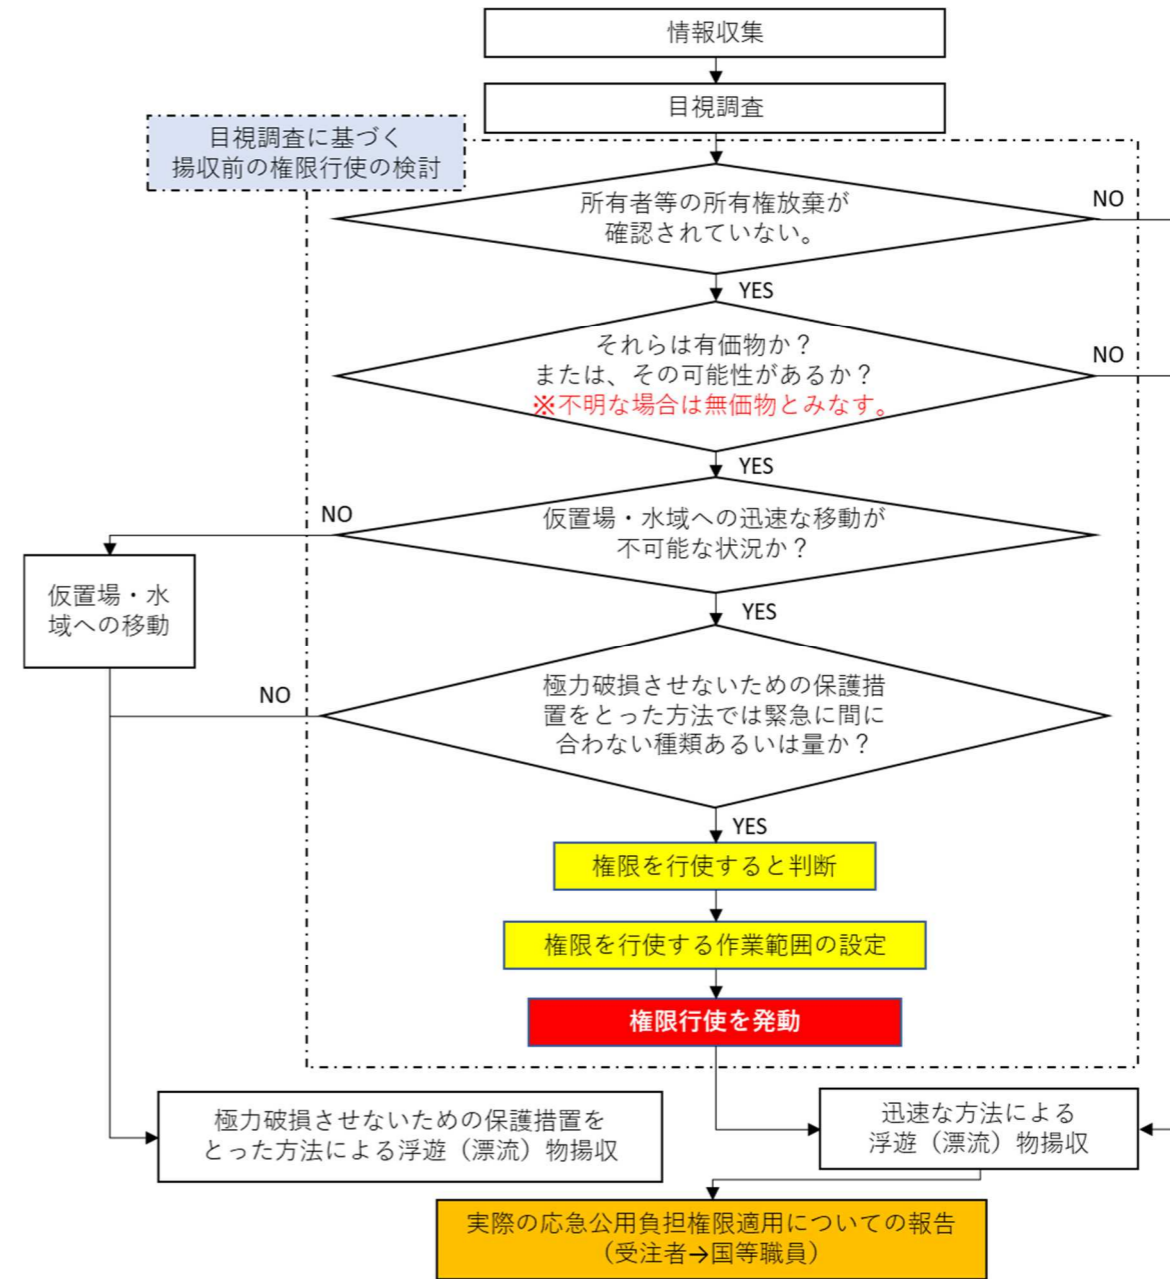 情報収集
目視調査
目視調査に基づく
揚収前の権限行使の検討
所有者等の所有権放棄が
確認されていない。
NO
YES
それらは有価物か？
または、その可能性があるか？
※不明な場合は無価物とみなす。
NO
YES
仮置場・水域への迅速な移動が
不可能な状況か？
NO
仮置場・水
域への移動
YES
極力破損させないための保護措
置をとった方法では緊急に間に
合わない種類あるいは量か？
NO
YES
権限を行使すると判断
権限を行使する作業範囲の設定
権限行使を発動
極力破損させないための保護措置を
とった方法による浮遊（漂流）物揚収
迅速な方法による
浮遊（漂流）物揚収
実際の応急公用負担権限適用についての報告
（受注者→国等職員）